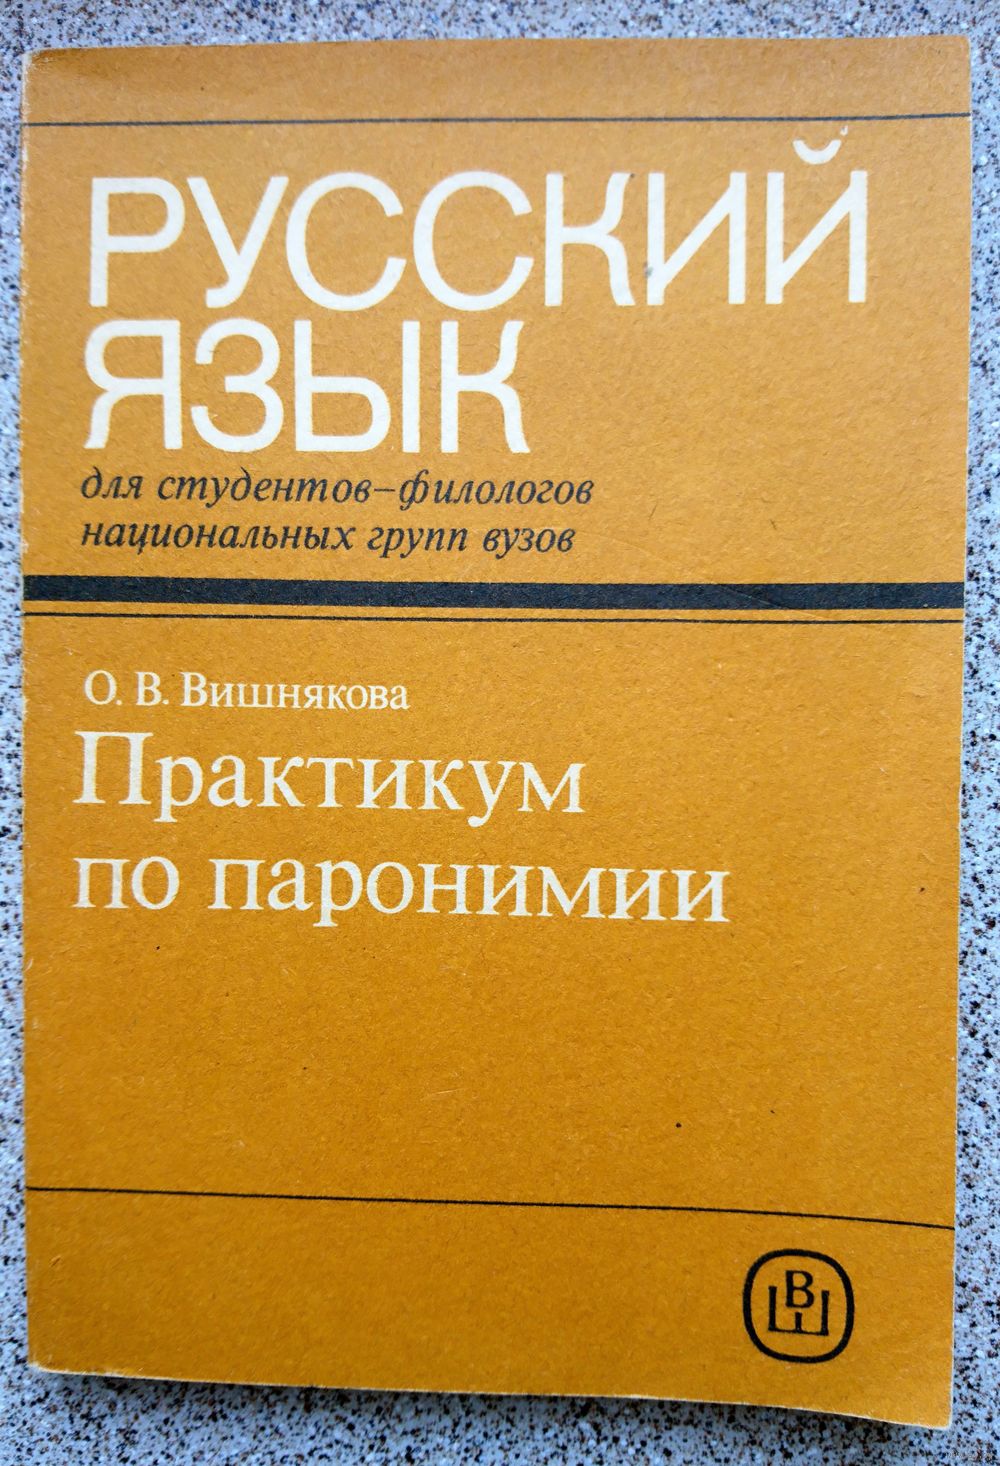 РУССКИЙ
ЯЗЫК
для студентов-филологов
национальных групп вузов
О. В. Вишнякова
Практикум
по паронимии
ВШ